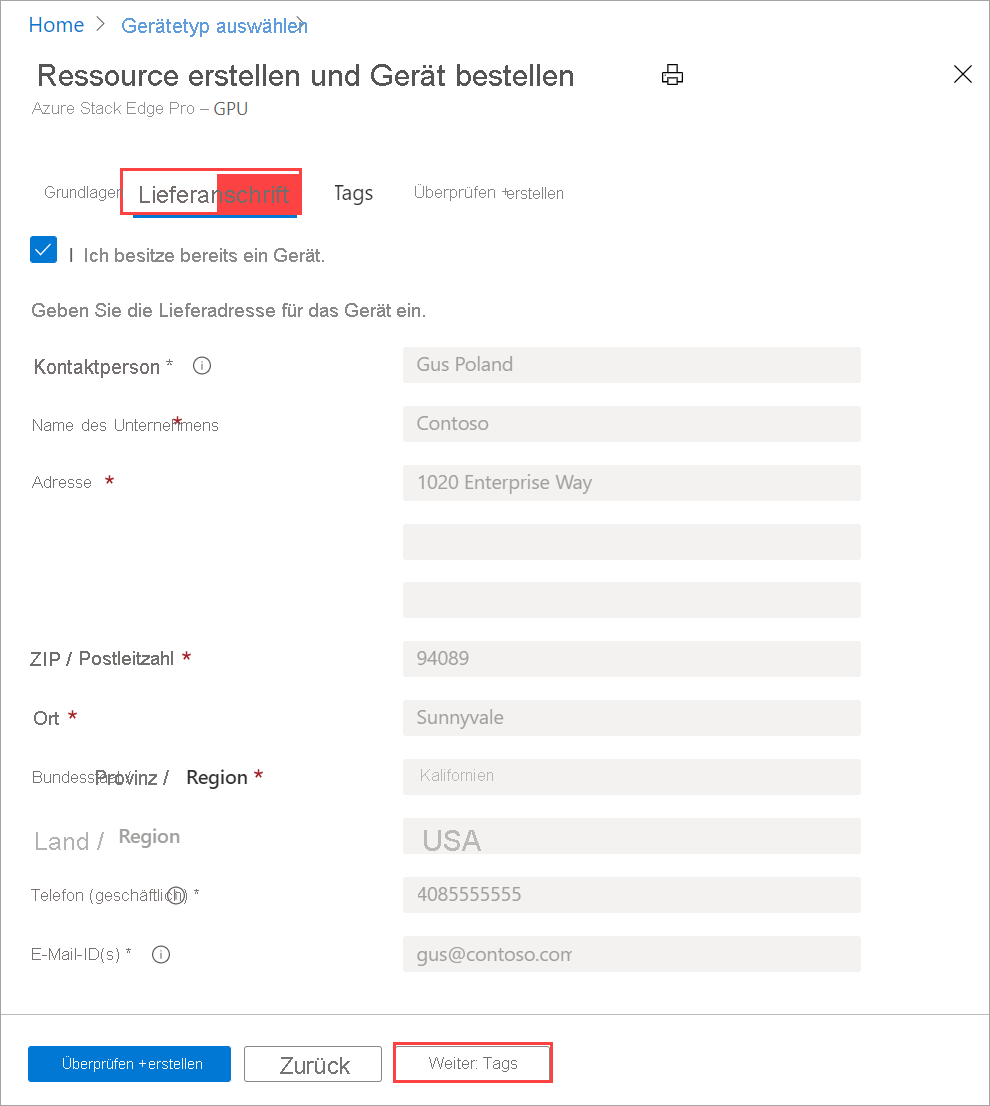 Home > Gerätetyp auswählen >
Ressource erstellen und Gerät bestellen
Azure Stack Edge Pro – GPU
Grundlagen Lieferanschrift Tags Überprüfen +erstellen
I Ich besitze bereits ein Gerät.
Geben Sie die Lieferadresse für das Gerät ein.
Kontaktperson * Gus Poland
Name des Unternehmens * Contoso
Adresse * 1020 Enterprise Way
ZIP / Postleitzahl * 94089
Ort * Sunnyvale
Bundesstaat / Provinz / Region * Kalifornien
Land / Region USA
Telefon (geschäftlich) * 4085555555
E-Mail-ID(s) * gus@contoso.com
Überprüfen +erstellen Zurück Weiter: Tags